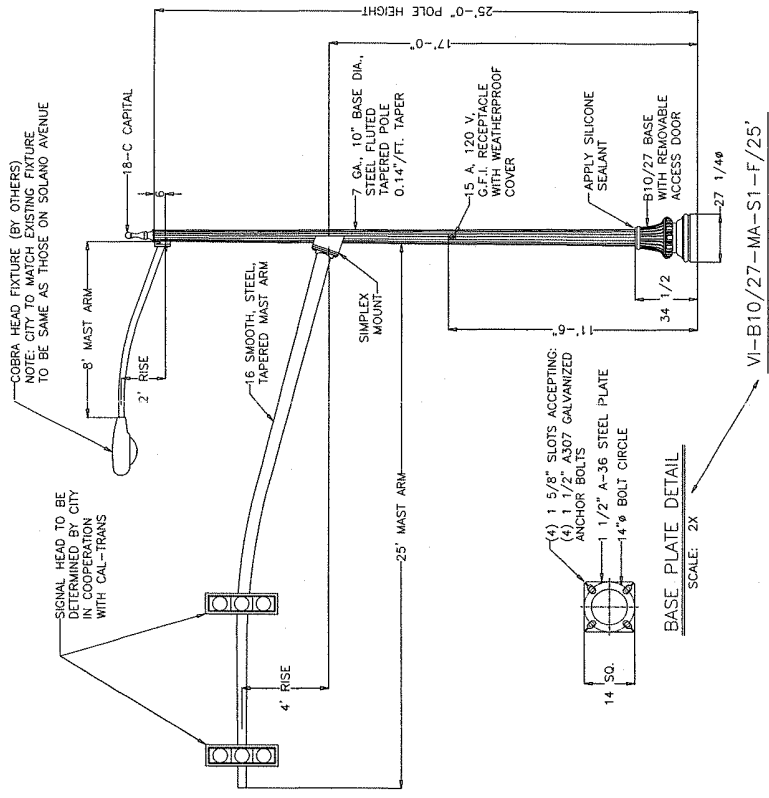 COBRA HEAD FIXTURE (BY OTHERS)
NOTE: CITY TO MATCH EXISTING FIXTURE
TO BE SAME AS THOSE ON SOLANO AVENUE
8' MAST ARM
18-C CAPITAL
2' RISE
6
25'-0" POLE HEIGHT
17'-0"
SIGNAL HEAD TO BE
DETERMINED BY CITY
IN COOPERATION
WITH CAL-TRANS
16 SMOOTH, STEEL,
TAPERED MAST ARM
SIMPLEX
MOUNT
7 GA., 10" BASE DIA.,
STEEL FLUTED
TAPERED POLE
0.14"/FT. TAPER
4' RISE
25' MAST ARM
15 A, 120 V,
G.F.I. RECEPTACLE
WITH WEATHERPROOF
COVER
11'-6"
APPLY SILICONE
SEALANT
B10/27 BASE
WITH REMOVABLE
ACCESS DOOR
34 1/2
27 1/4ø
(4) 1 5/8" SLOTS ACCEPTING:
(4) 1 1/2" A307 GALVANIZED
ANCHOR BOLTS
1 1/2" A-36 STEEL PLATE
14"ø BOLT CIRCLE
14 SQ.
BASE PLATE DETAIL
SCALE: 2X
VI-B10/27-MA-S1-F/25'